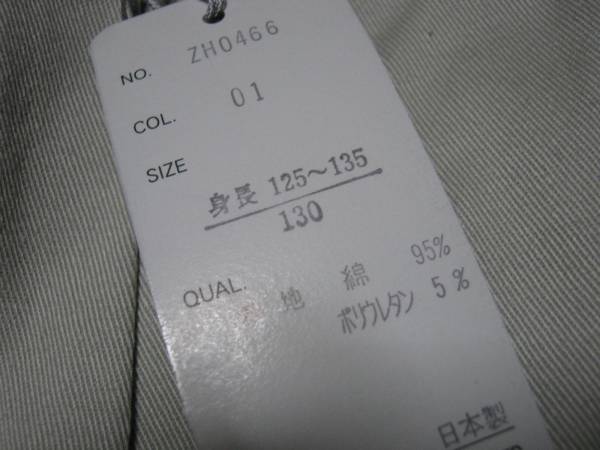 NO. ZH0466
COL. 01
SIZE
身長 125～135
130
QUAL. 地 綿 95%
ポリウレタン 5%
日本製